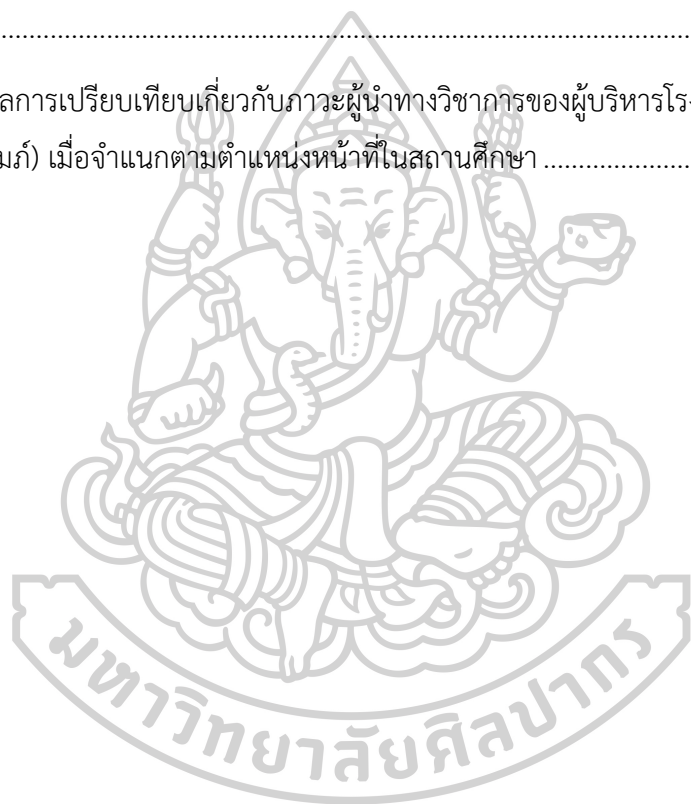 ........................................................................................................
ลการเปรียบเทียบเกี่ยวกับภาวะผู้นำทางวิชาการของผู้บริหารโร
มภ์) เมื่อจำแนกตามตำแหน่งหน้าที่ในสถานศึกษา ......................
มหาวิทยาลัยศิลปากร